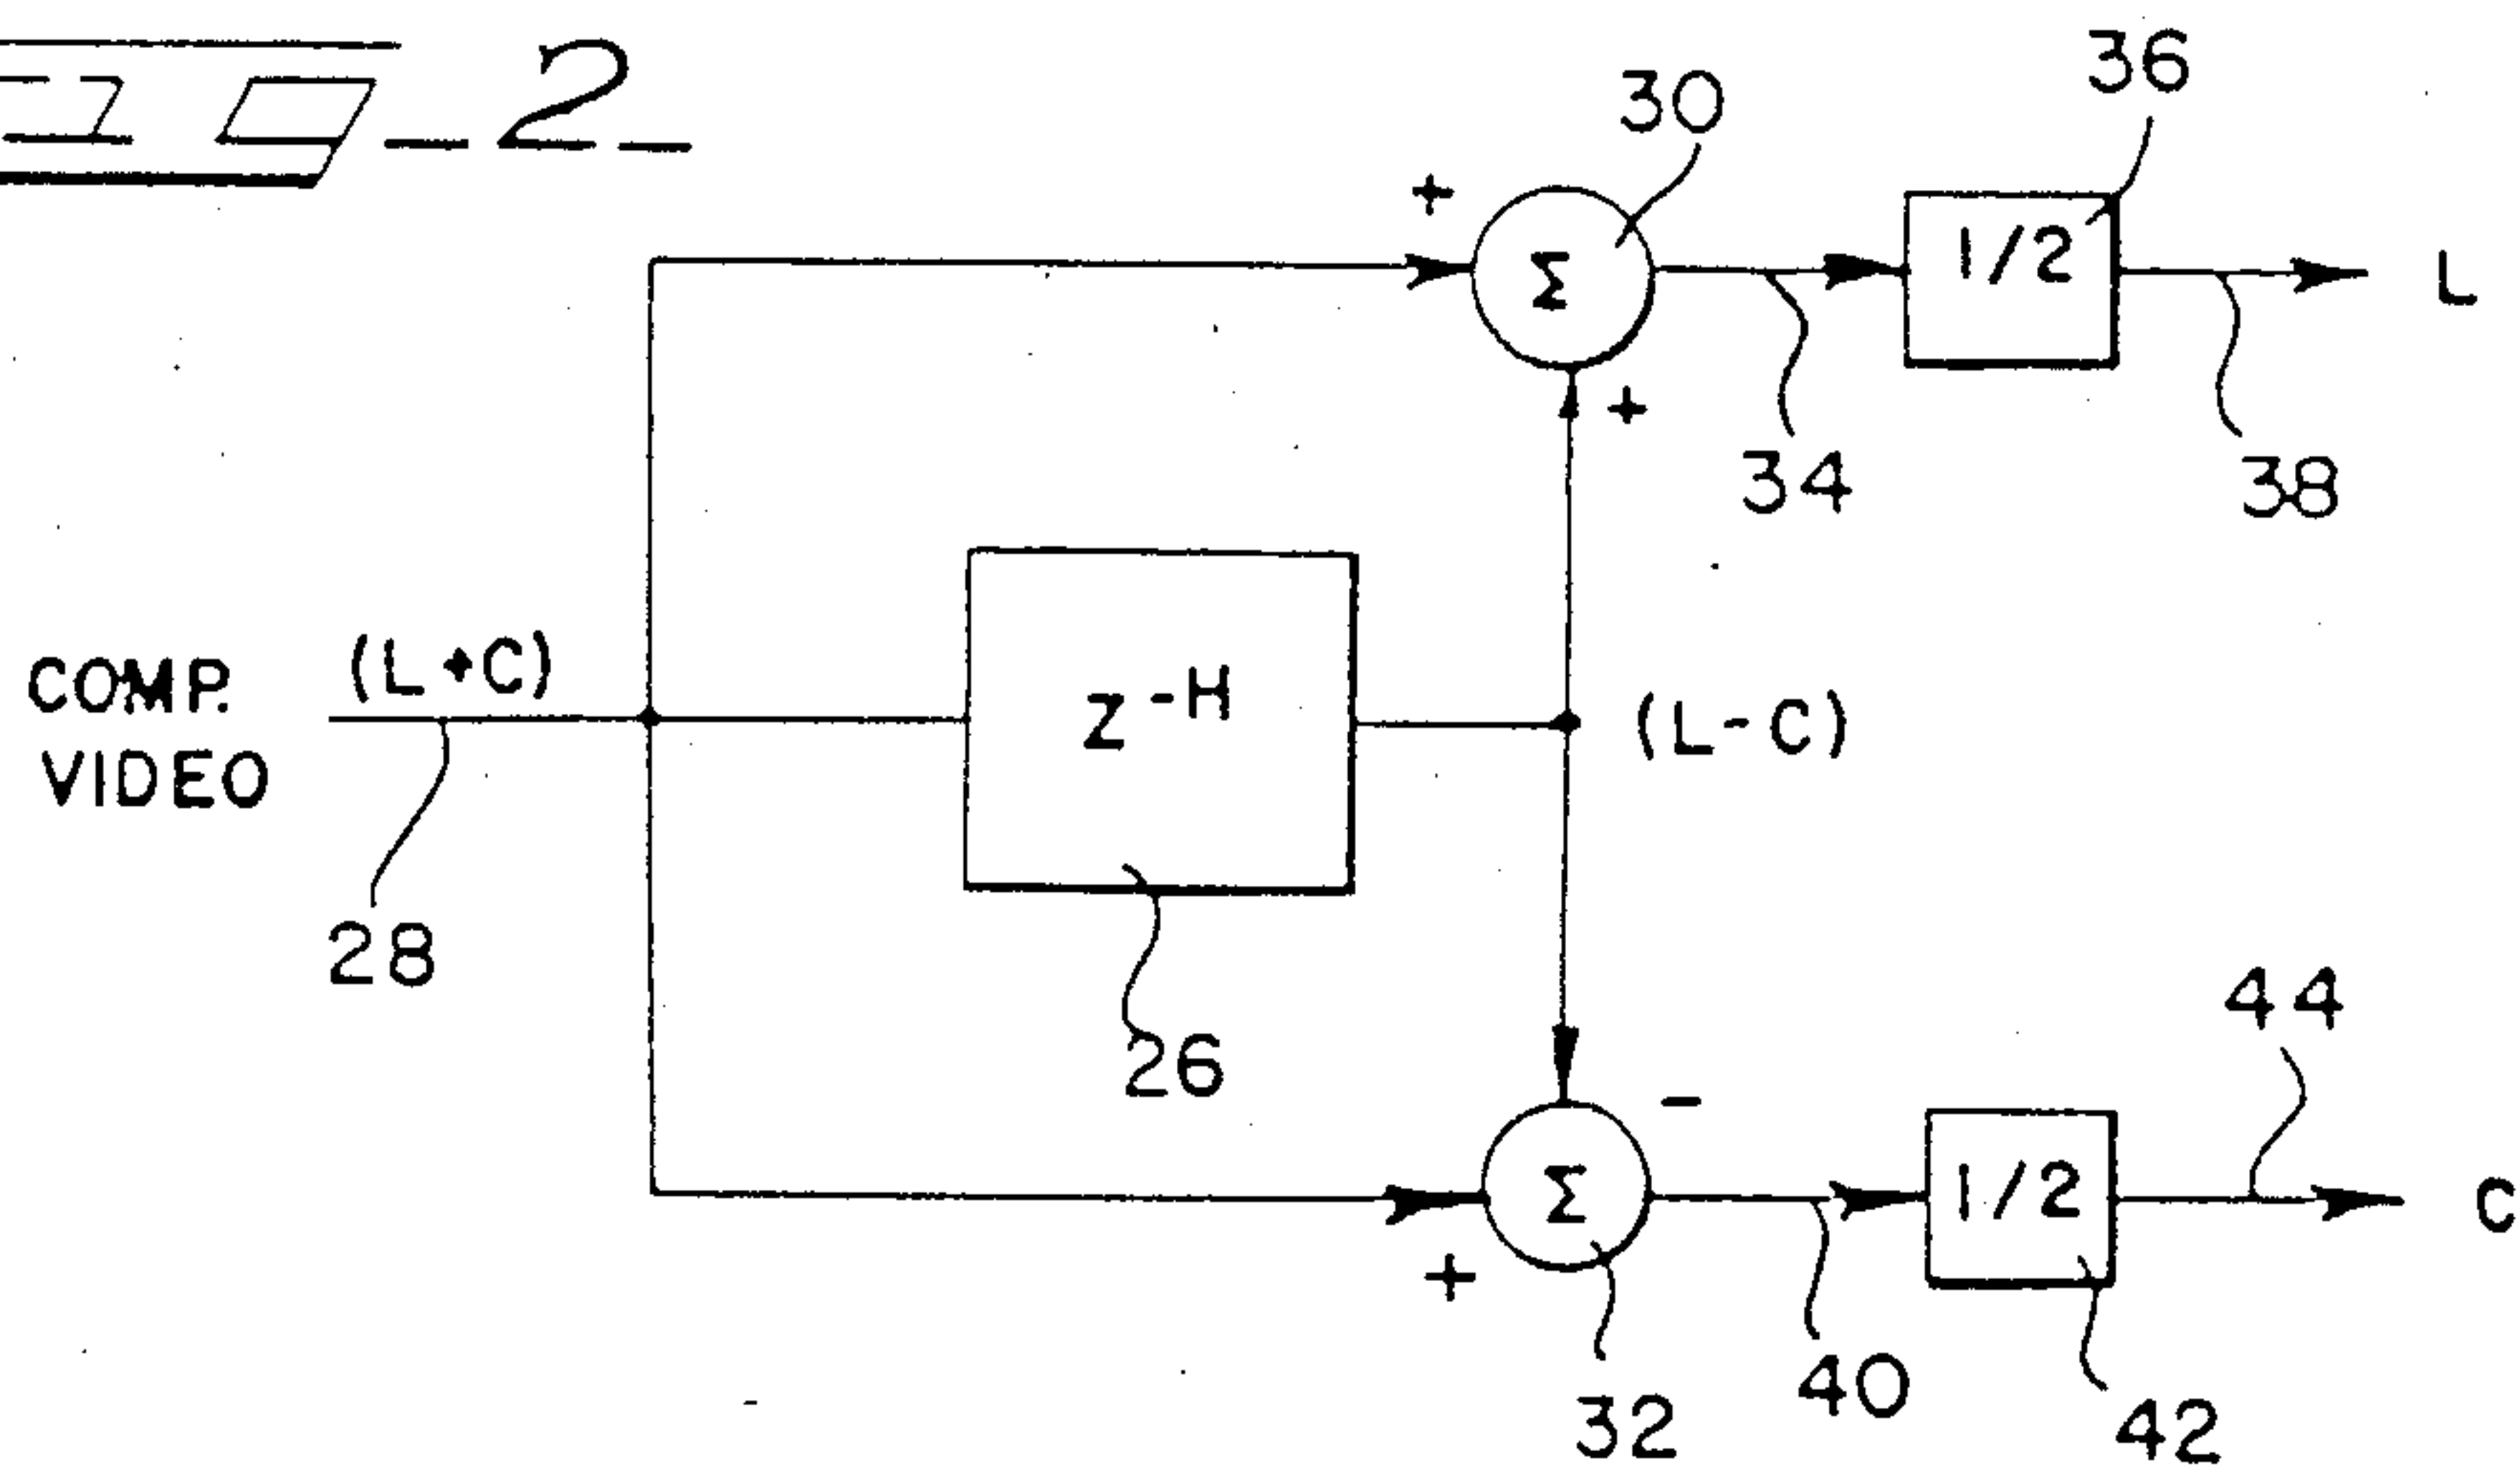 -2-
30
36
+
Σ
1/2
L
+
34
38
COMP.
VIDEO
(L+C)
Z-H
(L-C)
28
26
44
-
Σ
1/2
C
+
40
32
42